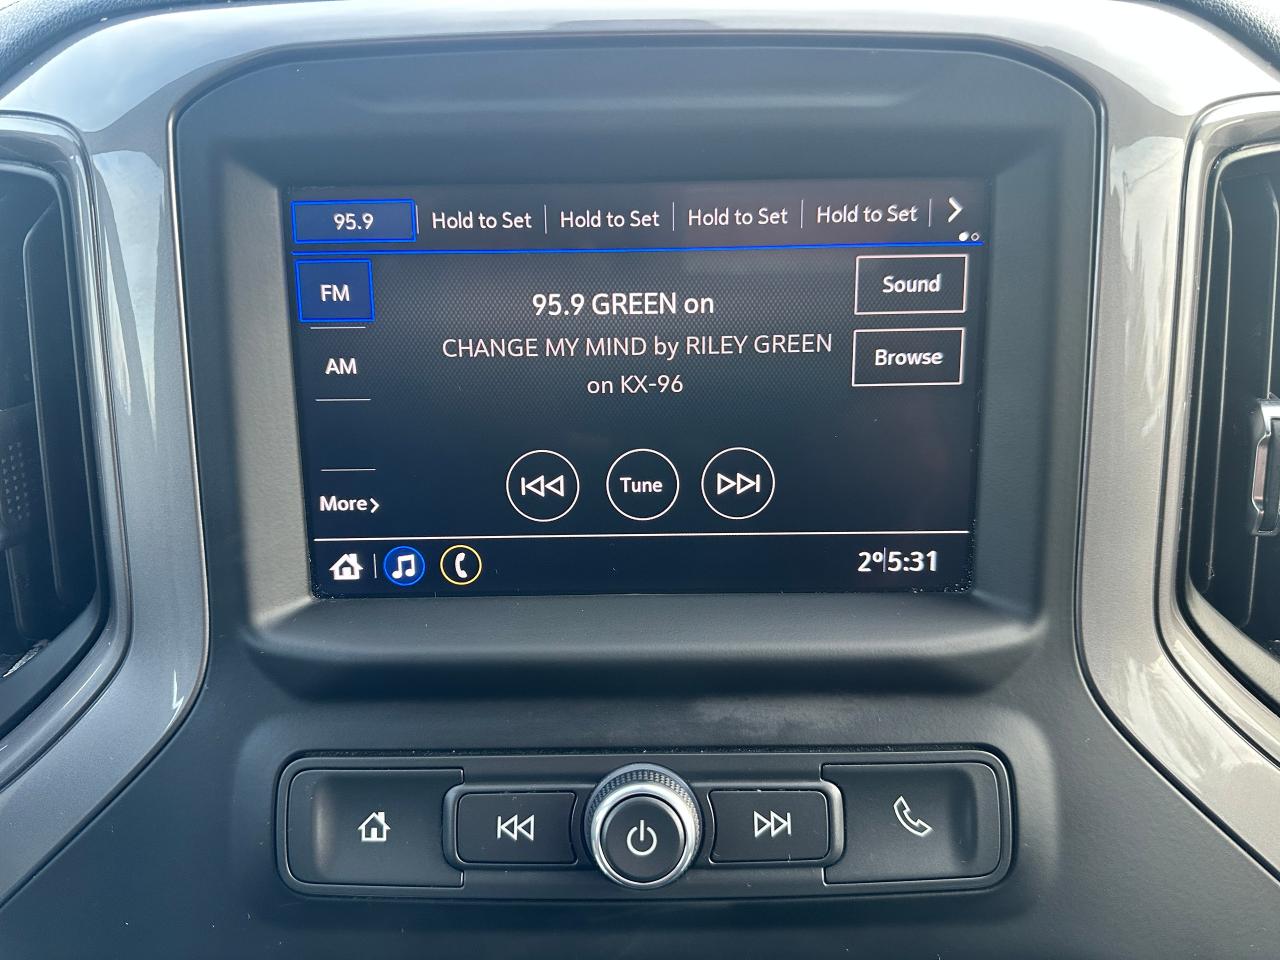 95.9 Hold to Set Hold to Set Hold to Set Hold to Set
FM
Sound
95.9 GREEN on
CHANGE MY MIND by RILEY GREEN
on KX-96
Browse
AM
More
Tune
2° 5:31